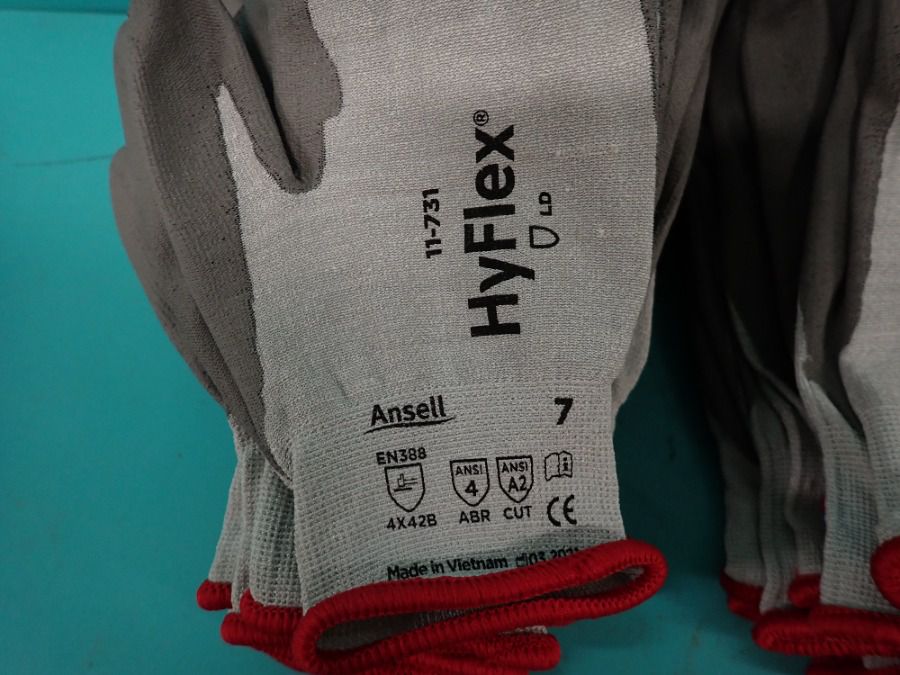 11-731
HyFlex®
LD
Ansell
7
EN388
4X42B
ANSI
4
ABR
ANSI
A2
CUT
i
CE
Made in Vietnam